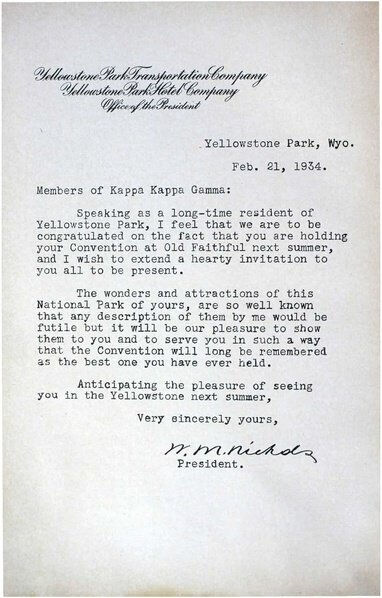 Yellowstone Park Transportation Company
Yellowstone Park Hotel Company
Office of the President
Yellowstone Park, Wyo.
Feb. 21, 1934.
Members of Kappa Kappa Gamma:
Speaking as a long-time resident of
Yellowstone Park, I feel that we are to be
congratulated on the fact that you are holding
your Convention at Old Faithful next summer,
and I wish to extend a hearty invitation to
you all to be present.
The wonders and attractions of this
National Park of yours, are so well known
that any description of them by me would be
futile but it will be our pleasure to show
them to you and to serve you in such a way
that the Convention will long be remembered
as the best one you have ever held.
Anticipating the pleasure of seeing
you in the Yellowstone next summer,
Very sincerely yours,
W. M. Nichols
President.